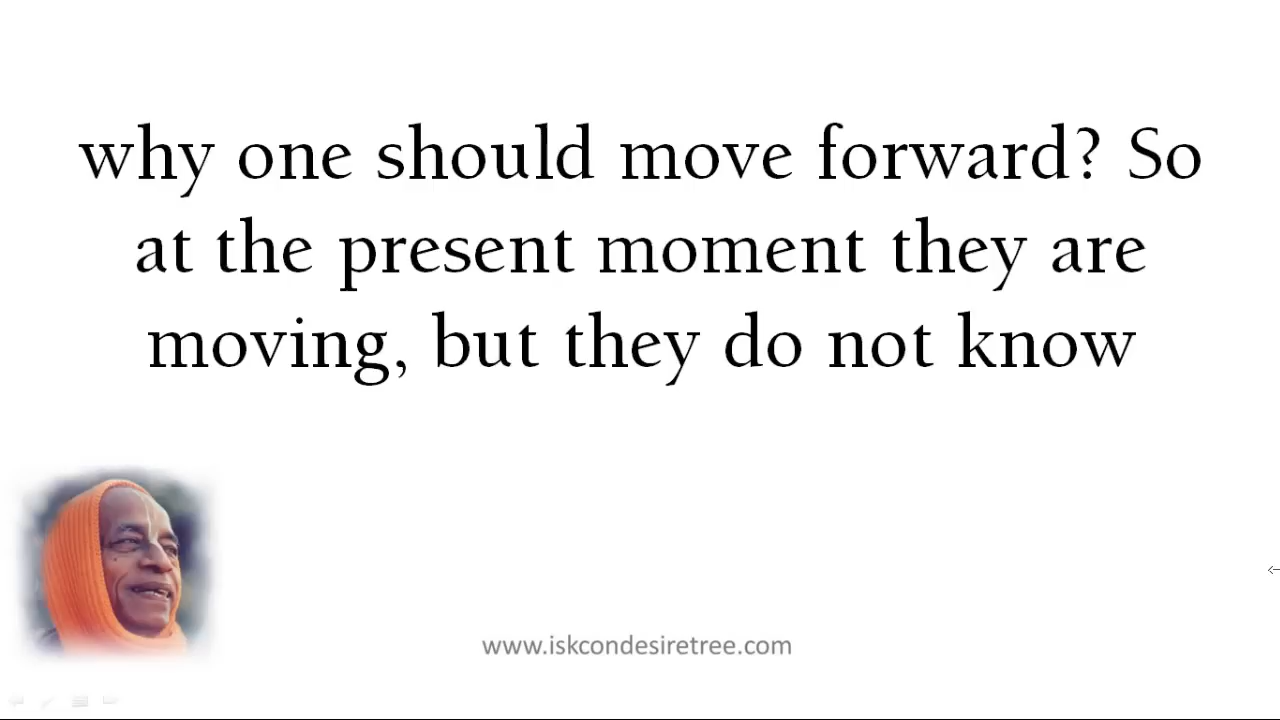 why one should move forward? So
at the present moment they are
moving, but they do not know
www.iskcondesiretree.com